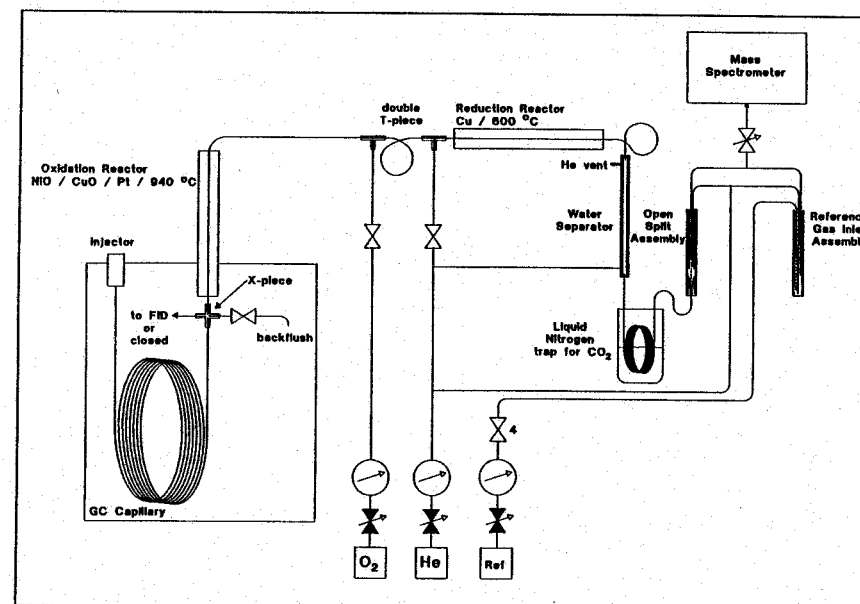 Mass
Spectrometer
double
T-piece
Reduction Reactor
Cu / 600 °C
Oxidation Reactor
NiO / CuO / Pt / 940 °C
He vent
Water
Separator
Open
Split
Assembly
Reference
Gas Inlet
Assembly
Injector
X-piece
to FID
or
closed
backflush
Liquid
Nitrogen
trap for CO2
4
GC Capillary
O2
He
Ref